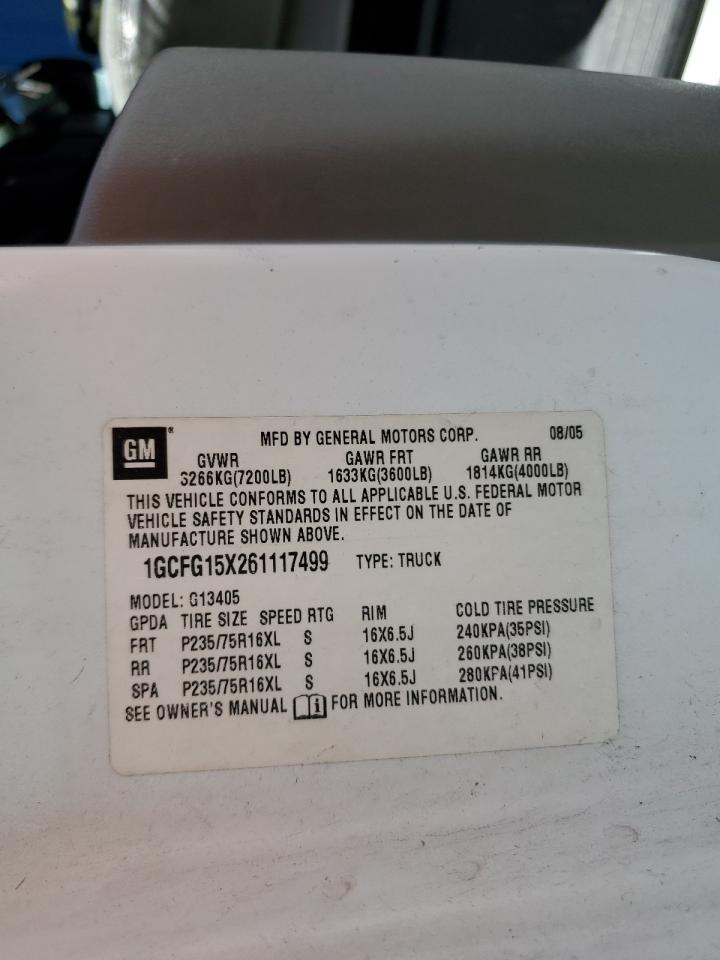 GM
MFD BY GENERAL MOTORS CORP. 08/05
GVWR GAWR FRT GAWR RR
3266KG(7200LB) 1633KG(3600LB) 1814KG(4000LB)
THIS VEHICLE CONFORMS TO ALL APPLICABLE U.S. FEDERAL MOTOR
VEHICLE SAFETY STANDARDS IN EFFECT ON THE DATE OF
MANUFACTURE SHOWN ABOVE.
1GCFG15X261117499 TYPE: TRUCK
MODEL: G13405
GPDA TIRE SIZE SPEED RTG RIM COLD TIRE PRESSURE
FRT P235/75R16XL S 16X6.5J 240KPA(35PSI)
RR P235/75R16XL S 16X6.5J 260KPA(38PSI)
SPA P235/75R16XL S 16X6.5J 280KPA(41PSI)
SEE OWNER'S MANUAL i FOR MORE INFORMATION.